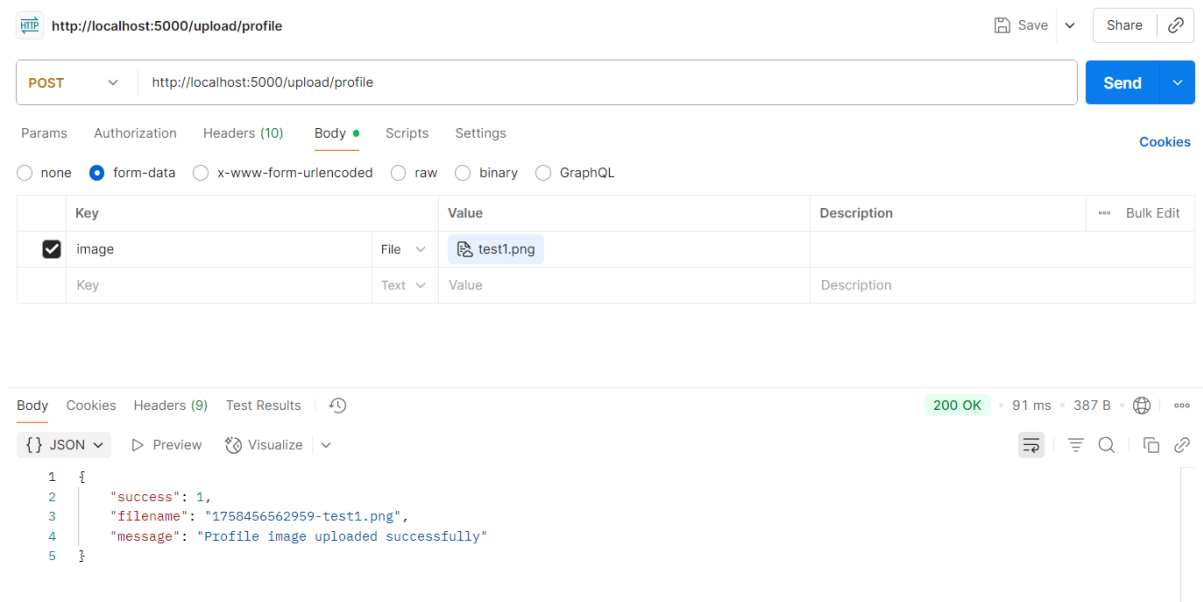 HTTP http://localhost:5000/upload/profile Save Share
POST http://localhost:5000/upload/profile Send
Params Authorization Headers (10) Body Scripts Settings Cookies
none form-data x-www-form-urlencoded raw binary GraphQL
Key Value Description Bulk Edit
image File test1.png
Key Text Value Description
Body Cookies Headers (9) Test Results 200 OK 91 ms 387 B
{} JSON Preview Visualize
1 {
2 "success": 1,
3 "filename": "1758456562959-test1.png",
4 "message": "Profile image uploaded successfully"
5 }